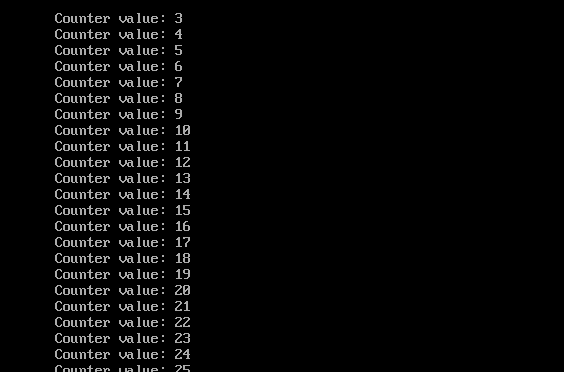 Counter value: 3
Counter value: 4
Counter value: 5
Counter value: 6
Counter value: 7
Counter value: 8
Counter value: 9
Counter value: 10
Counter value: 11
Counter value: 12
Counter value: 13
Counter value: 14
Counter value: 15
Counter value: 16
Counter value: 17
Counter value: 18
Counter value: 19
Counter value: 20
Counter value: 21
Counter value: 22
Counter value: 23
Counter value: 24
Counter value: 25